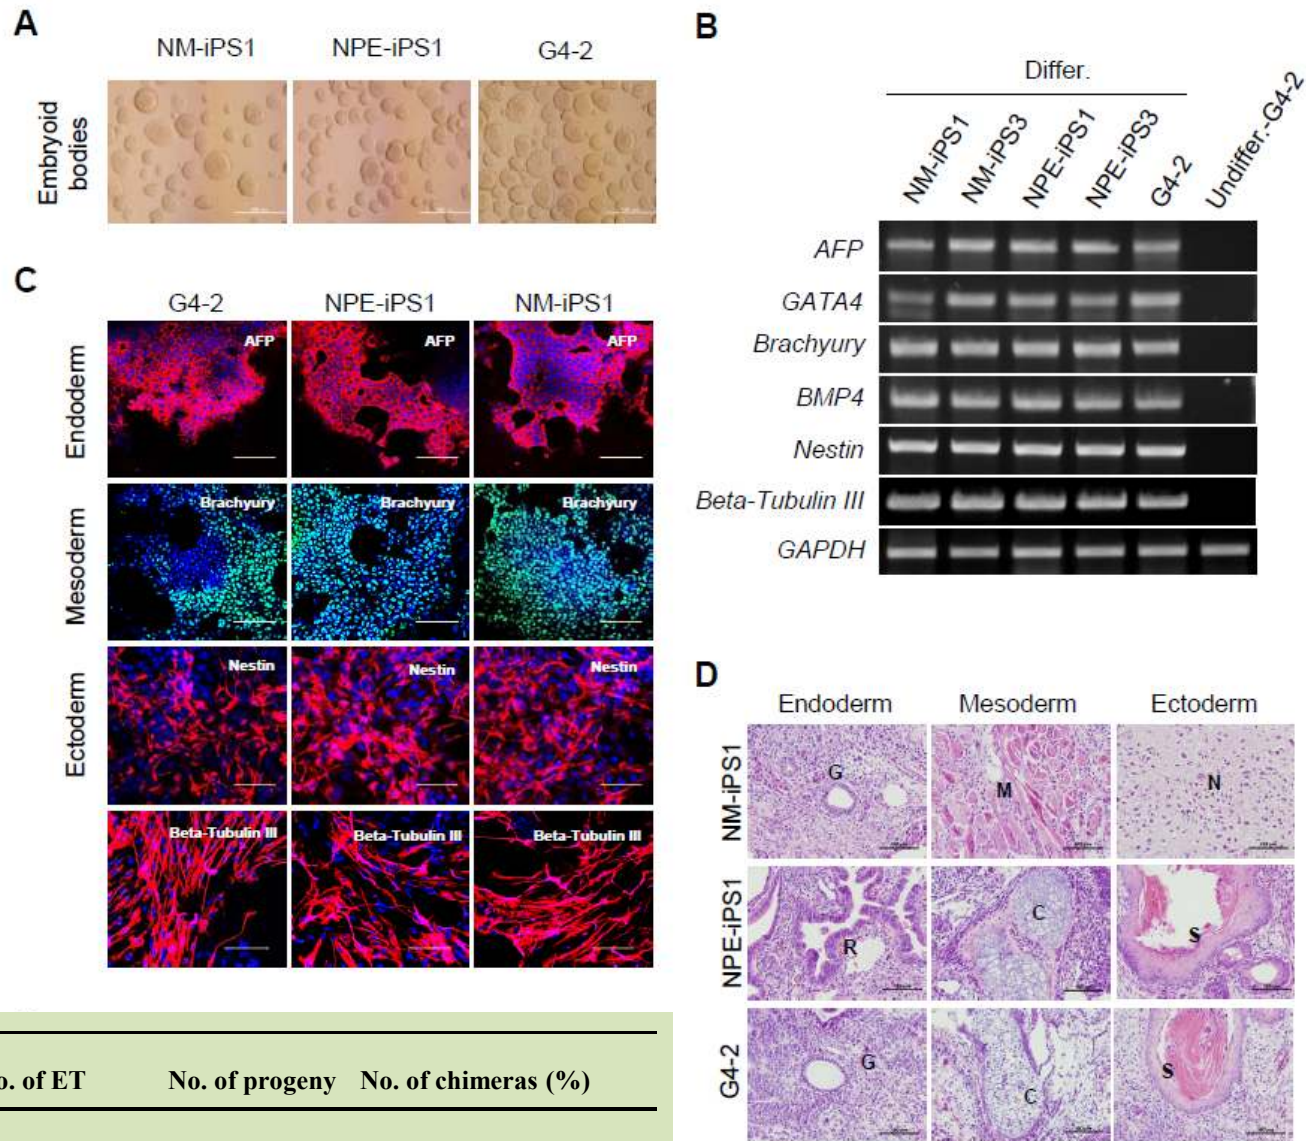 A
NM-iPS1 NPE-iPS1 G4-2
Embryoid
bodies
B
Differ.
NM-iPS1 NM-iPS3 NPE-iPS1 NPE-iPS3 G4-2 Undiffer.-G4-2
AFP
GATA4
Brachyury
BMP4
Nestin
Beta-Tubulin III
GAPDH
C
G4-2 NPE-iPS1 NM-iPS1
Endoderm
AFP AFP AFP
Mesoderm
Brachyury Brachyury Brachyury
Ectoderm
Nestin Nestin Nestin
Beta-Tubulin III Beta-Tubulin III Beta-Tubulin III
D
Endoderm Mesoderm Ectoderm
NM-iPS1
G M N
NPE-iPS1
R C S
G4-2
G C S
of ET No. of progeny No. of chimeras (%)